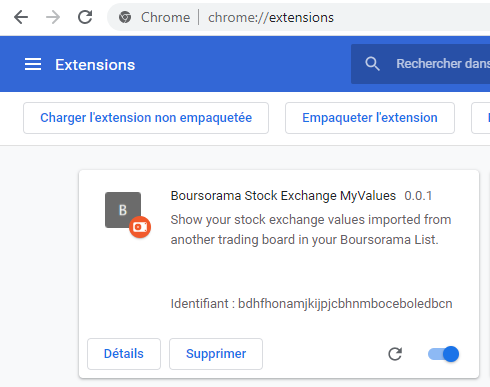 Chrome | chrome://extensions
Extensions
Rechercher dans
Charger l'extension non empaquetée
Empaqueter l'extension
B
Boursorama Stock Exchange MyValues 0.0.1
Show your stock exchange values imported from
another trading board in your Boursorama List.
Identifiant : bdhfhonamjkijpjcbhnmboceboledbcn
Détails
Supprimer